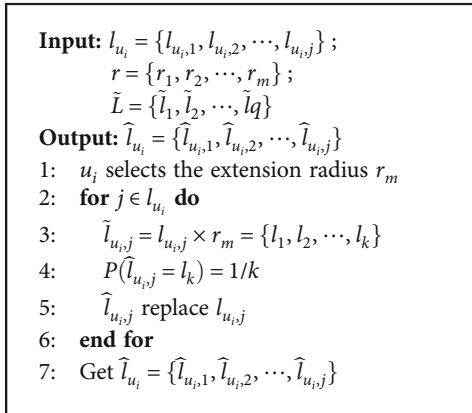 Input: l_{u_i} = {l_{u_i,1}, l_{u_i,2}, ⋯, l_{u_i,j}} ;
r = {r_1, r_2, ⋯, r_m} ;
L̃ = {l̃_1, l̃_2, ⋯, l̃q}
Output: l̂_{u_i} = {l̂_{u_i,1}, l̂_{u_i,2}, ⋯, l̂_{u_i,j}}
1: u_i selects the extension radius r_m
2: for j ∈ l_{u_i} do
3: l̃_{u_i,j} = l_{u_i,j} × r_m = {l_1, l_2, ⋯, l_k}
4: P(l̂_{u_i,j} = l_k) = 1/k
5: l̂_{u_i,j} replace l_{u_i,j}
6: end for
7: Get l̂_{u_i} = {l̂_{u_i,1}, l̂_{u_i,2}, ⋯, l̂_{u_i,j}}